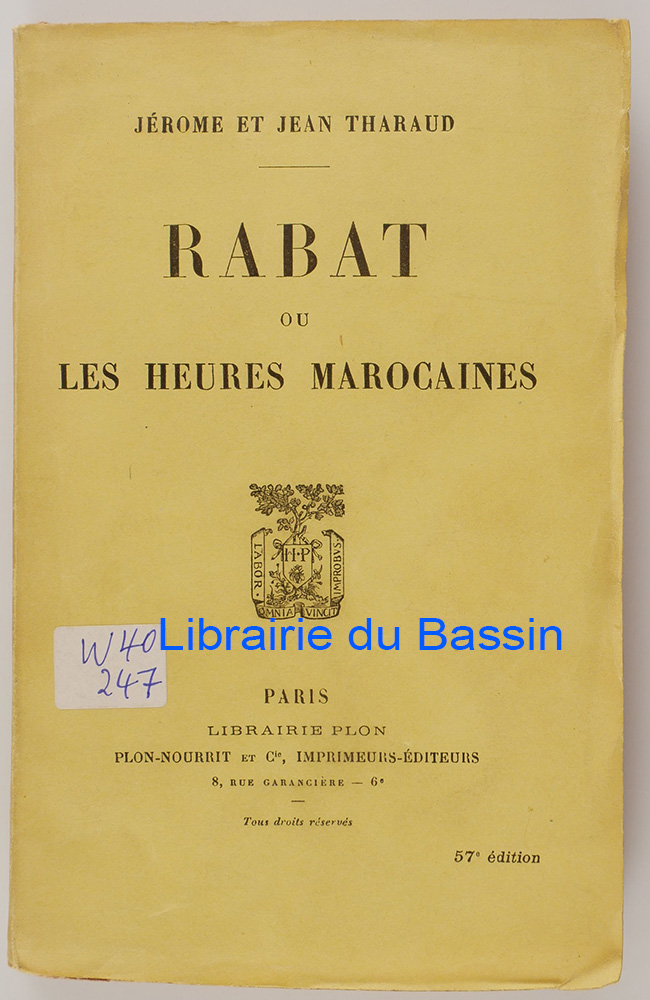 JÉROME ET JEAN THARAUD
RABAT
OU
LES HEURES MAROCAINES
LABOR
H·P
IMPROBVS
OMNIA VINCIT
W40
247
Librairie du Bassin
PARIS
LIBRAIRIE PLON
PLON-NOURRIT ET Cie, IMPRIMEURS-ÉDITEURS
8, RUE GARANCIÈRE — 6e
Tous droits réservés
57e édition